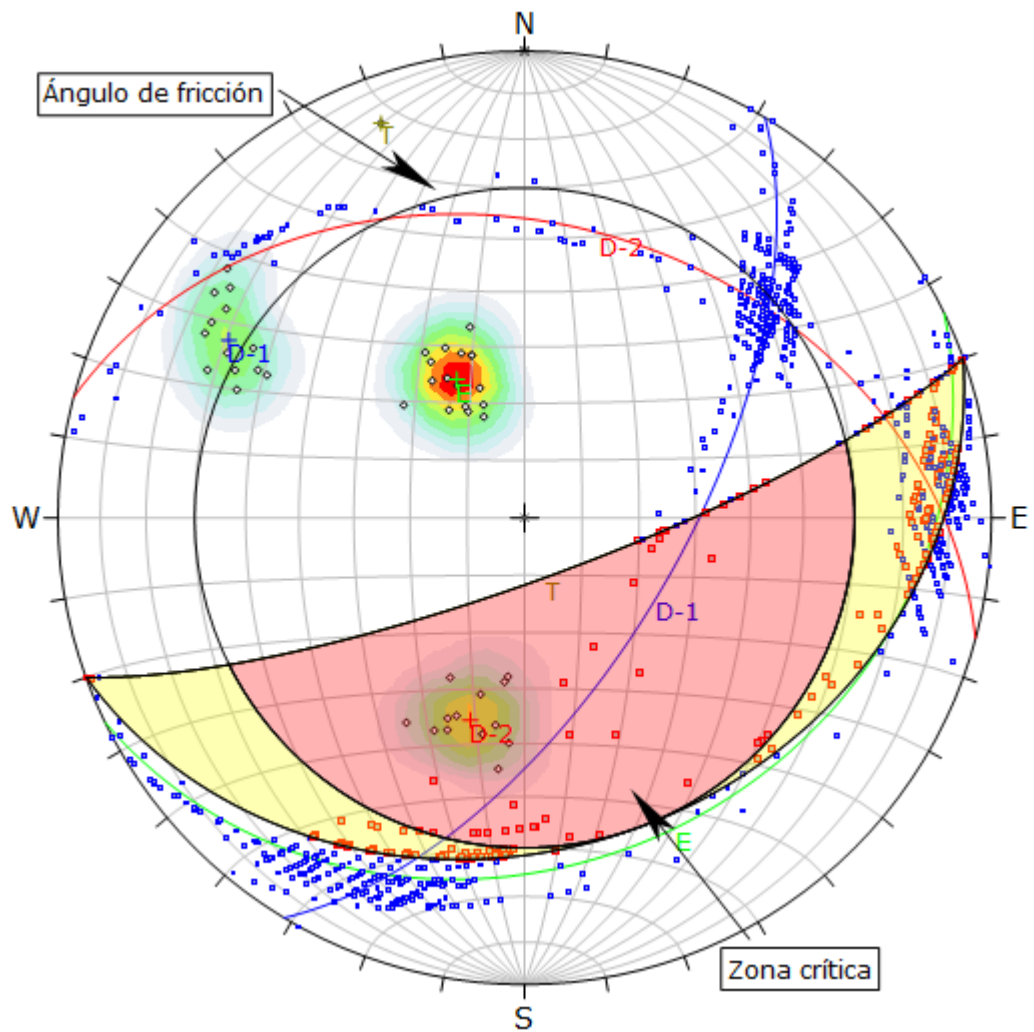 N
Ángulo de fricción
T
D-2
D-1
E
W
E
T
D-1
D-2
E
Zona crítica
S